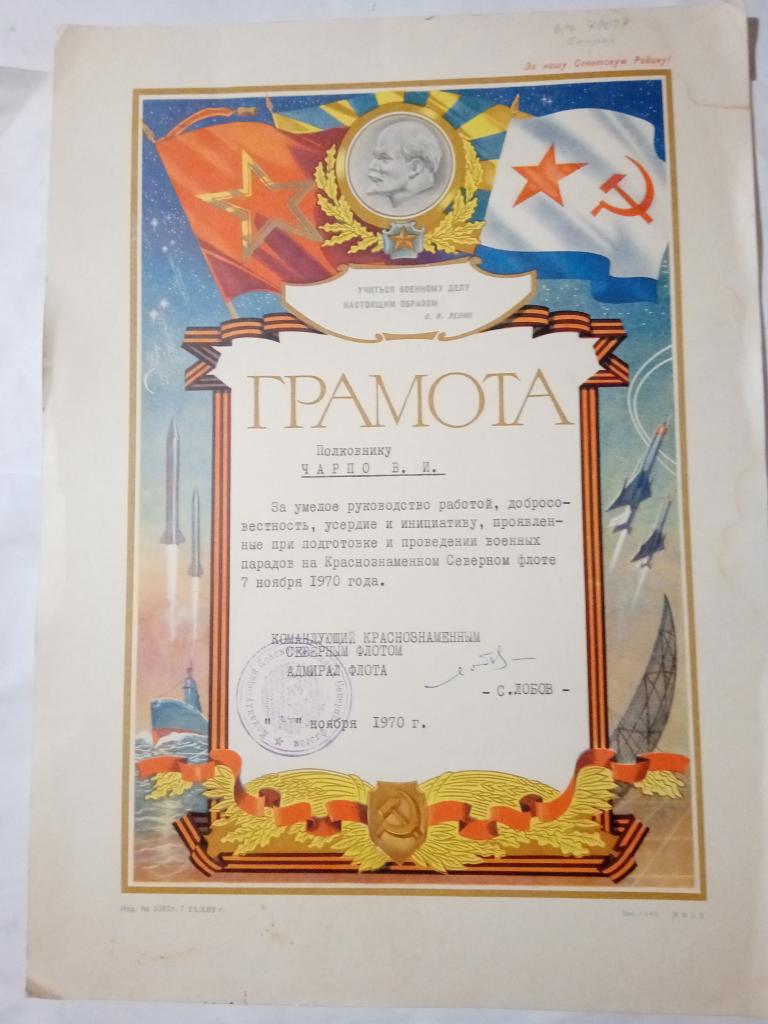 За нашу Советскую Родину!
УЧИТЬСЯ ВОЕННОМУ ДЕЛУ
НАСТОЯЩИМ ОБРАЗОМ
В. И. ЛЕНИН
ГРАМОТА
Полковнику
ЧАРПО В. И.
За умелое руководство работой, добросо-
вестность, усердие и инициативу, проявлен-
ные при подготовке и проведении военных
парадов на Краснознаменном Северном флоте
7 ноября 1970 года.
КОМАНДУЮЩИЙ КРАСНОЗНАМЕННЫМ
СЕВЕРНЫМ ФЛОТОМ
АДМИРАЛ ФЛОТА
- С.ЛОБОВ -
" " ноября 1970 г.